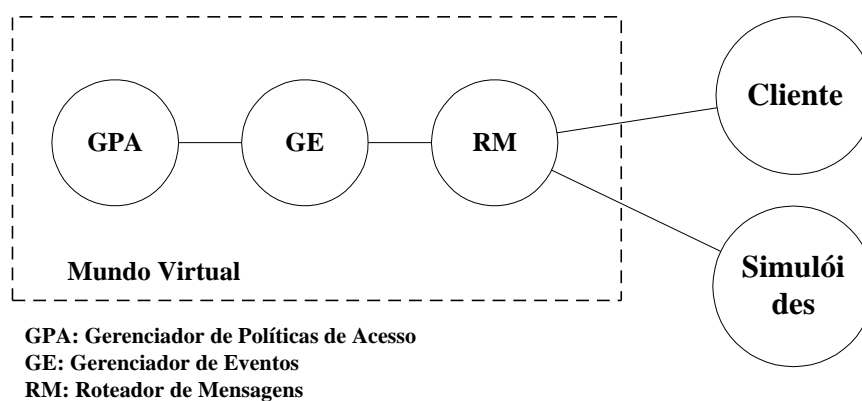 GPA
GE
RM
Cliente
Simulói
des
Mundo Virtual
GPA: Gerenciador de Políticas de Acesso
GE: Gerenciador de Eventos
RM: Roteador de Mensagens